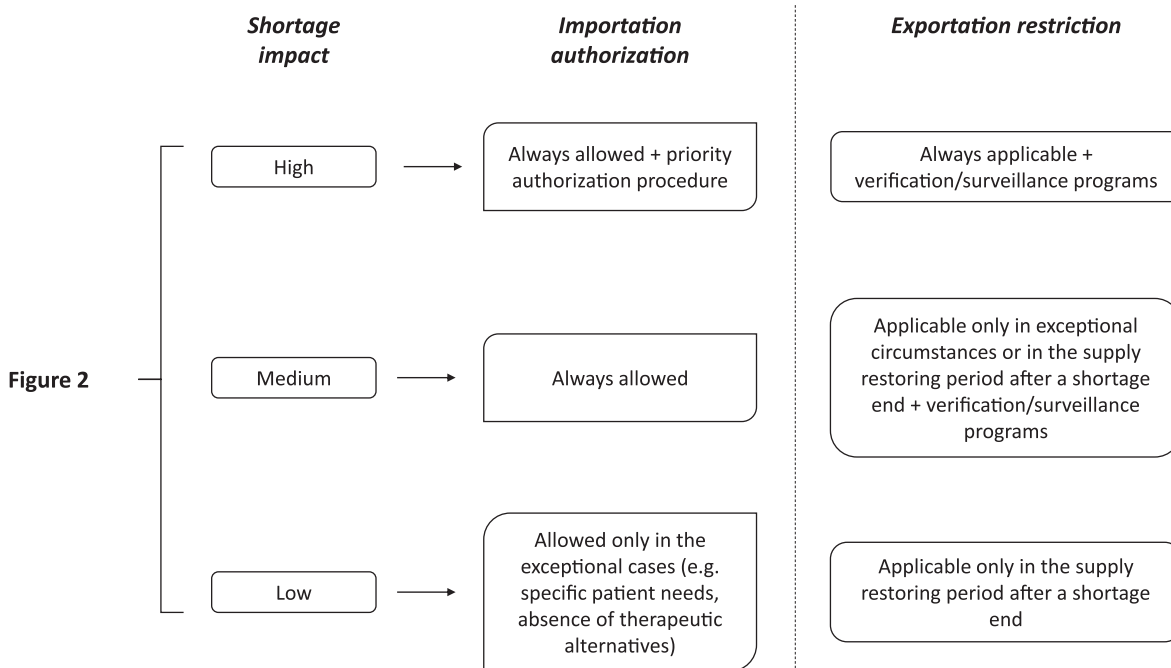 Shortage
impact
Importation
authorization
Exportation restriction
High
Always allowed + priority
authorization procedure
Always applicable +
verification/surveillance programs
Figure 2
Medium
Always allowed
Applicable only in exceptional
circumstances or in the supply
restoring period after a shortage
end + verification/surveillance
programs
Low
Allowed only in the
exceptional cases (e.g.
specific patient needs,
absence of therapeutic
alternatives)
Applicable only in the supply
restoring period after a shortage
end